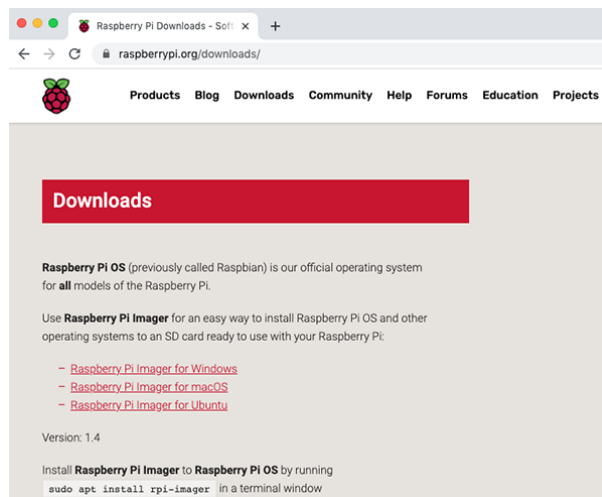 Raspberry Pi Downloads - Sof
raspberrypi.org/downloads/
Products Blog Downloads Community Help Forums Education Projects
Downloads
Raspberry Pi OS (previously called Raspbian) is our official operating system
for all models of the Raspberry Pi.
Use Raspberry Pi Imager for an easy way to install Raspberry Pi OS and other
operating systems to an SD card ready to use with your Raspberry Pi:
– Raspberry Pi Imager for Windows
– Raspberry Pi Imager for macOS
– Raspberry Pi Imager for Ubuntu
Version: 1.4
Install Raspberry Pi Imager to Raspberry Pi OS by running
sudo apt install rpi-imager in a terminal window